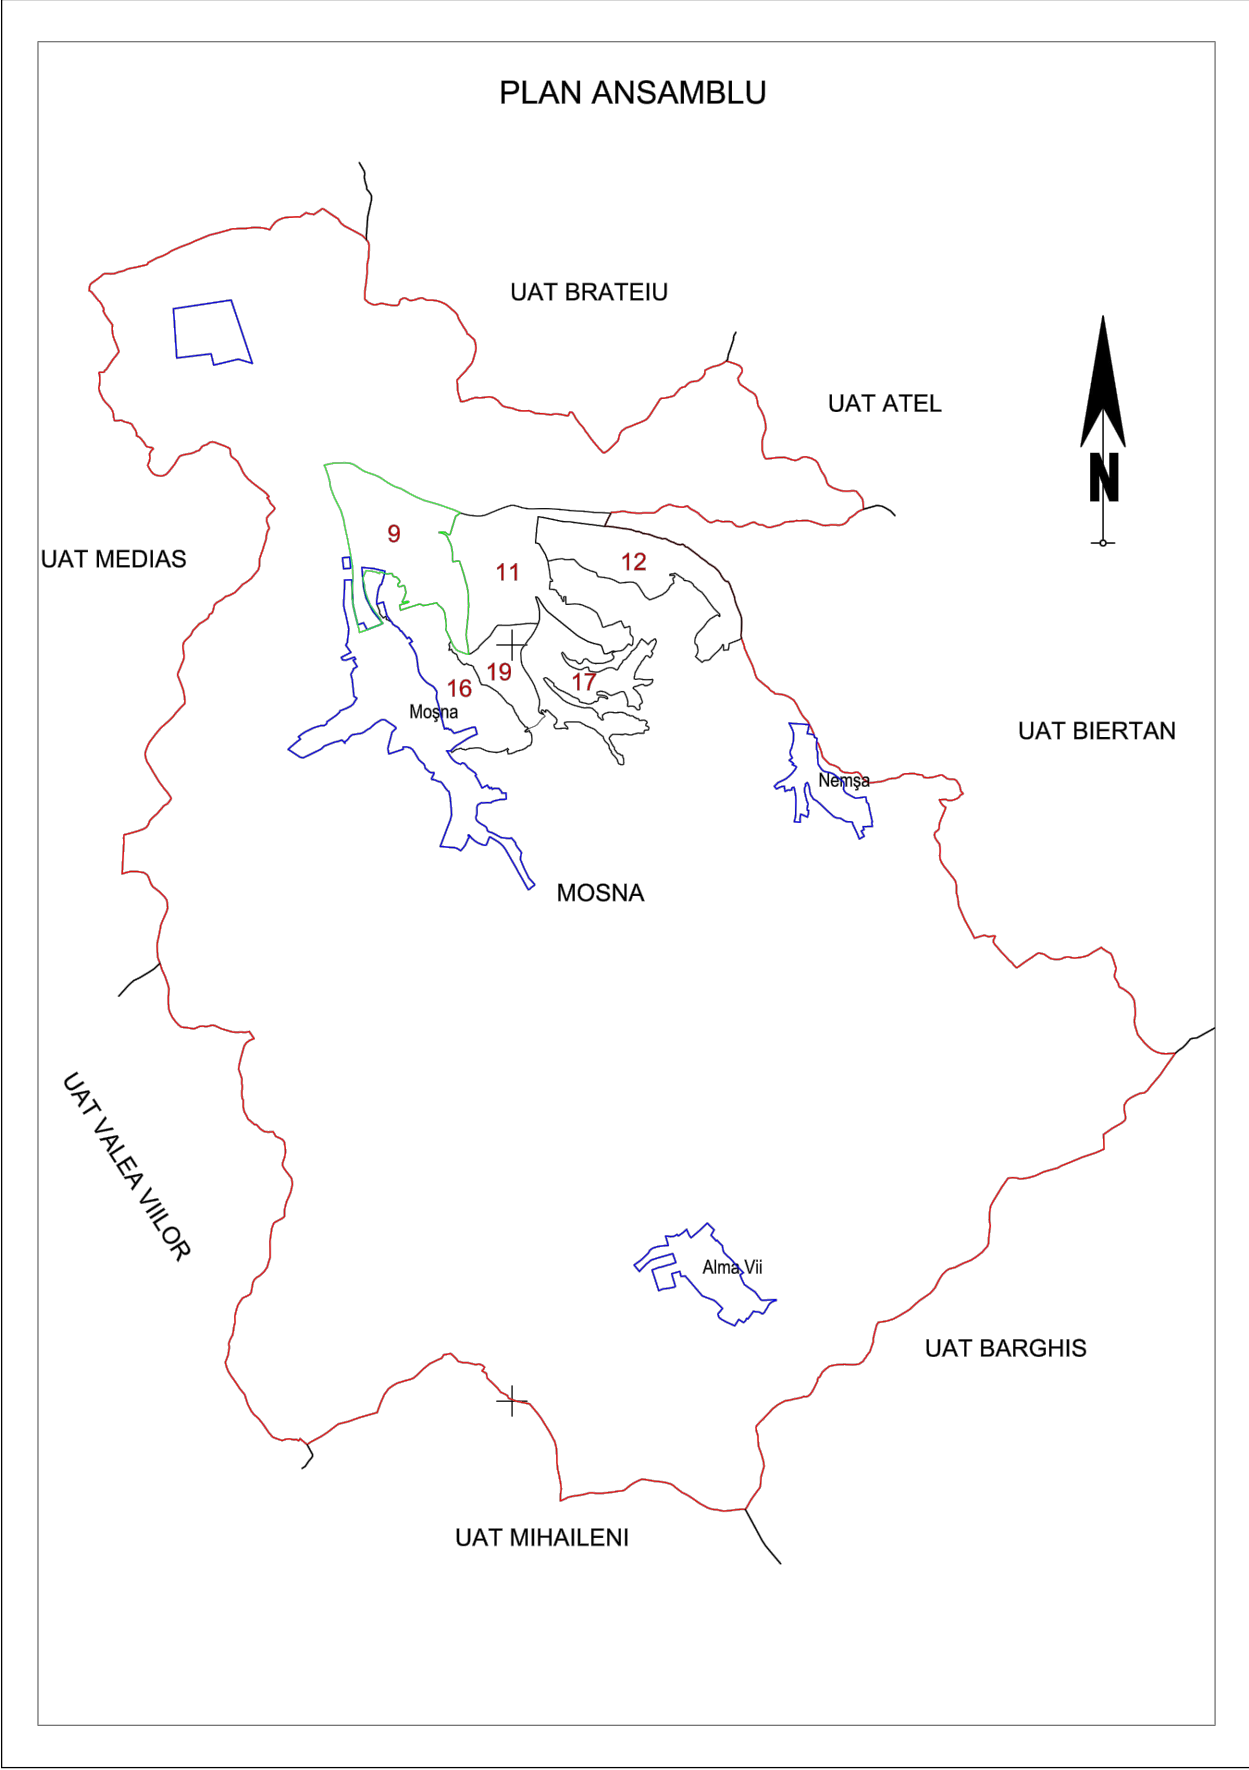 PLAN ANSAMBLU
UAT BRATEIU
UAT ATEL
N
9
UAT MEDIAS
11
12
19
17
16
Moşna
UAT BIERTAN
Nemşa
MOSNA
UAT VALEA VIILOR
Alma Vii
UAT BARGHIS
UAT MIHAILENI